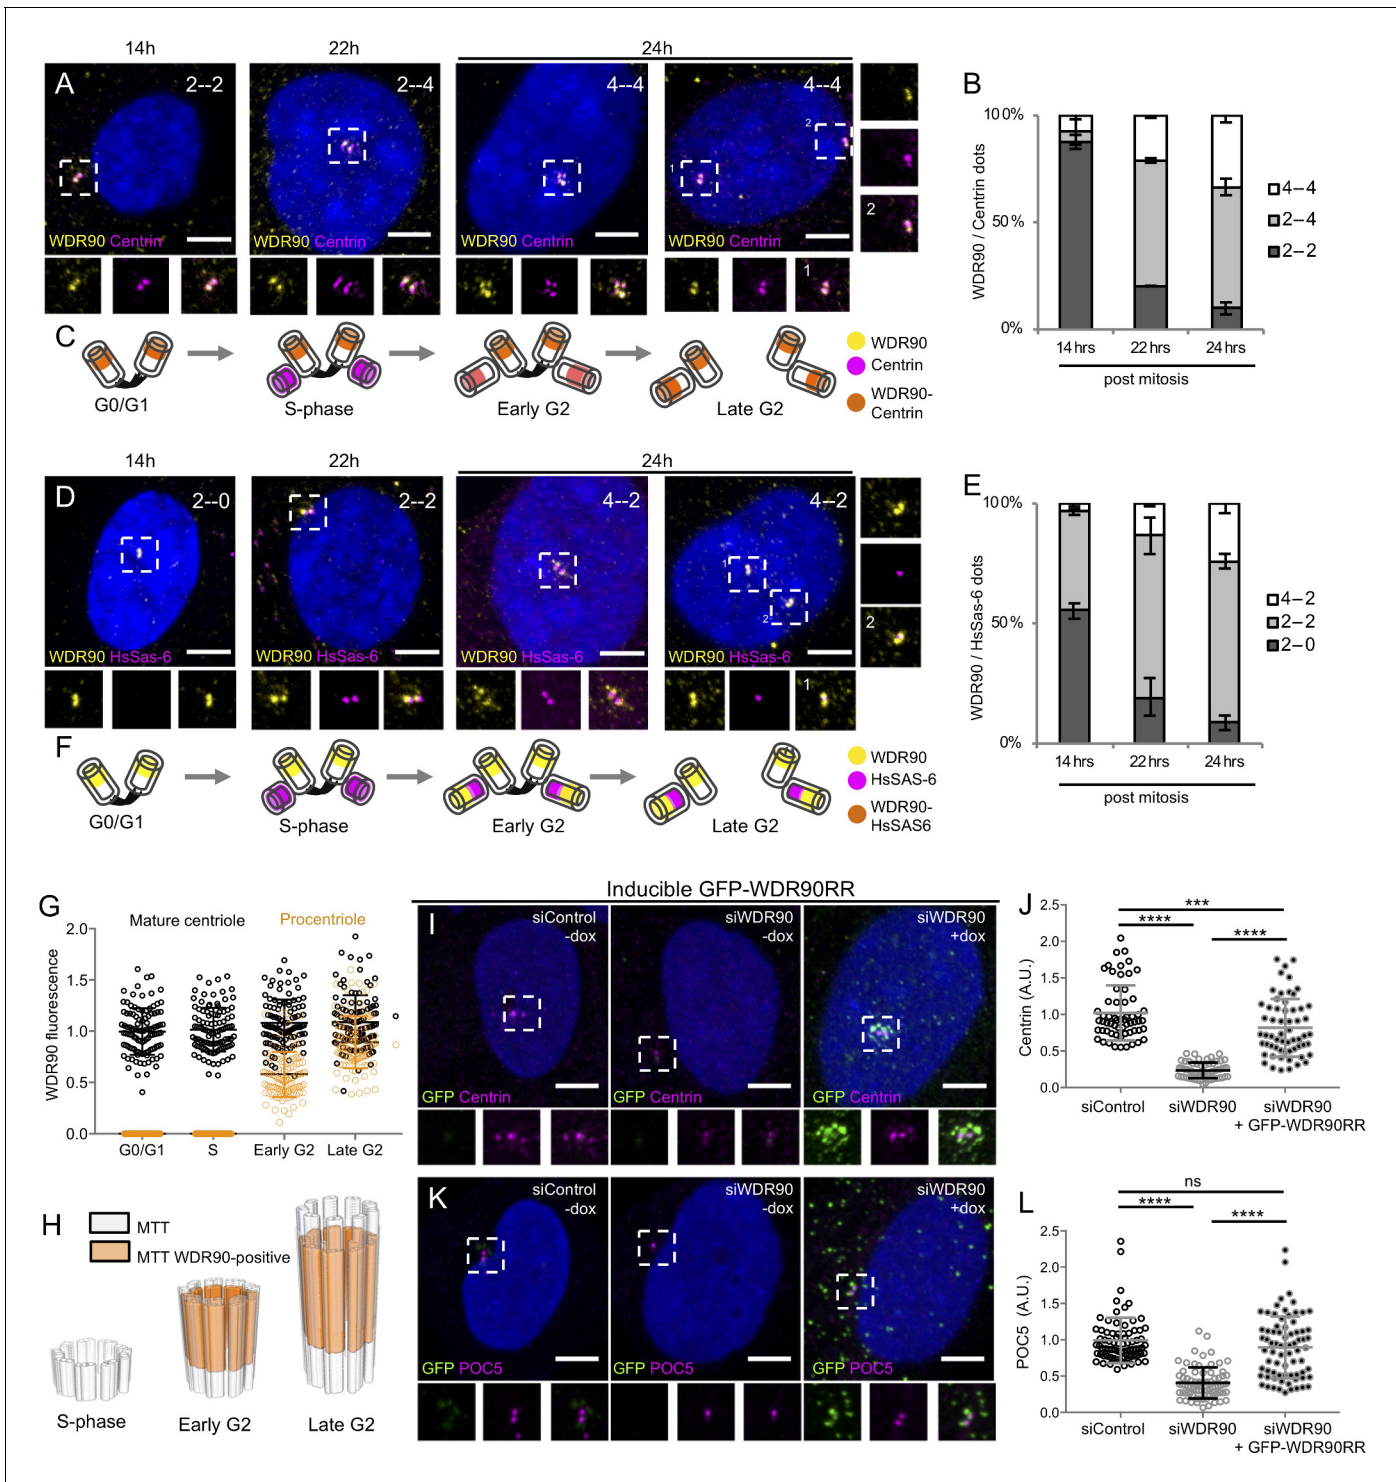 14h
22h
24h
A
2--2
2--4
4--4
4--4
1
2
WDR90 Centrin
WDR90 Centrin
WDR90 Centrin
WDR90 Centrin
1
2
B
WDR90 / Centrin dots
100%
50%
0%
14 hrs
22 hrs
24 hrs
post mitosis
4--4
2--4
2--2
C
G0/G1
S-phase
Early G2
Late G2
WDR90
Centrin
WDR90-
Centrin
14h
22h
24h
D
2--0
2--2
4--2
4--2
1
2
WDR90 HsSas-6
WDR90 HsSas-6
WDR90 HsSas-6
WDR90 HsSas-6
1
2
E
WDR90 / HsSas-6 dots
100%
50%
0%
14 hrs
22 hrs
24 hrs
post mitosis
4--2
2--2
2--0
F
G0/G1
S-phase
Early G2
Late G2
WDR90
HsSAS-6
WDR90-
HsSAS6
G
Mature centriole
Procentriole
WDR90 fluorescence
2.0
1.5
1.0
0.5
0.0
G0/G1
S
Early G2
Late G2
H
MTT
MTT WDR90-positive
S-phase
Early G2
Late G2
Inducible GFP-WDR90RR
I
siControl
-dox
siWDR90
-dox
siWDR90
+dox
GFP Centrin
GFP Centrin
GFP Centrin
J
Centrin (A.U.)
2.5
2.0
1.5
1.0
0.5
0.0
***
****
****
siControl
siWDR90
siWDR90
+ GFP-WDR90RR
K
siControl
-dox
siWDR90
-dox
siWDR90
+dox
GFP POC5
GFP POC5
GFP POC5
L
POC5 (A.U.)
2.5
2.0
1.5
1.0
0.5
0.0
ns
****
****
siControl
siWDR90
siWDR90
+ GFP-WDR90RR